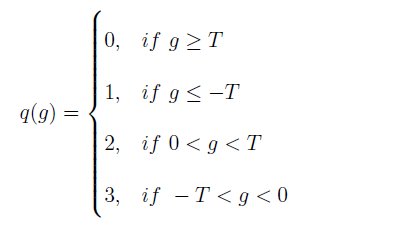 0, if g ≥ T
1, if g ≤ −T
q(g) =
2, if 0 < g < T
3, if − T < g < 0